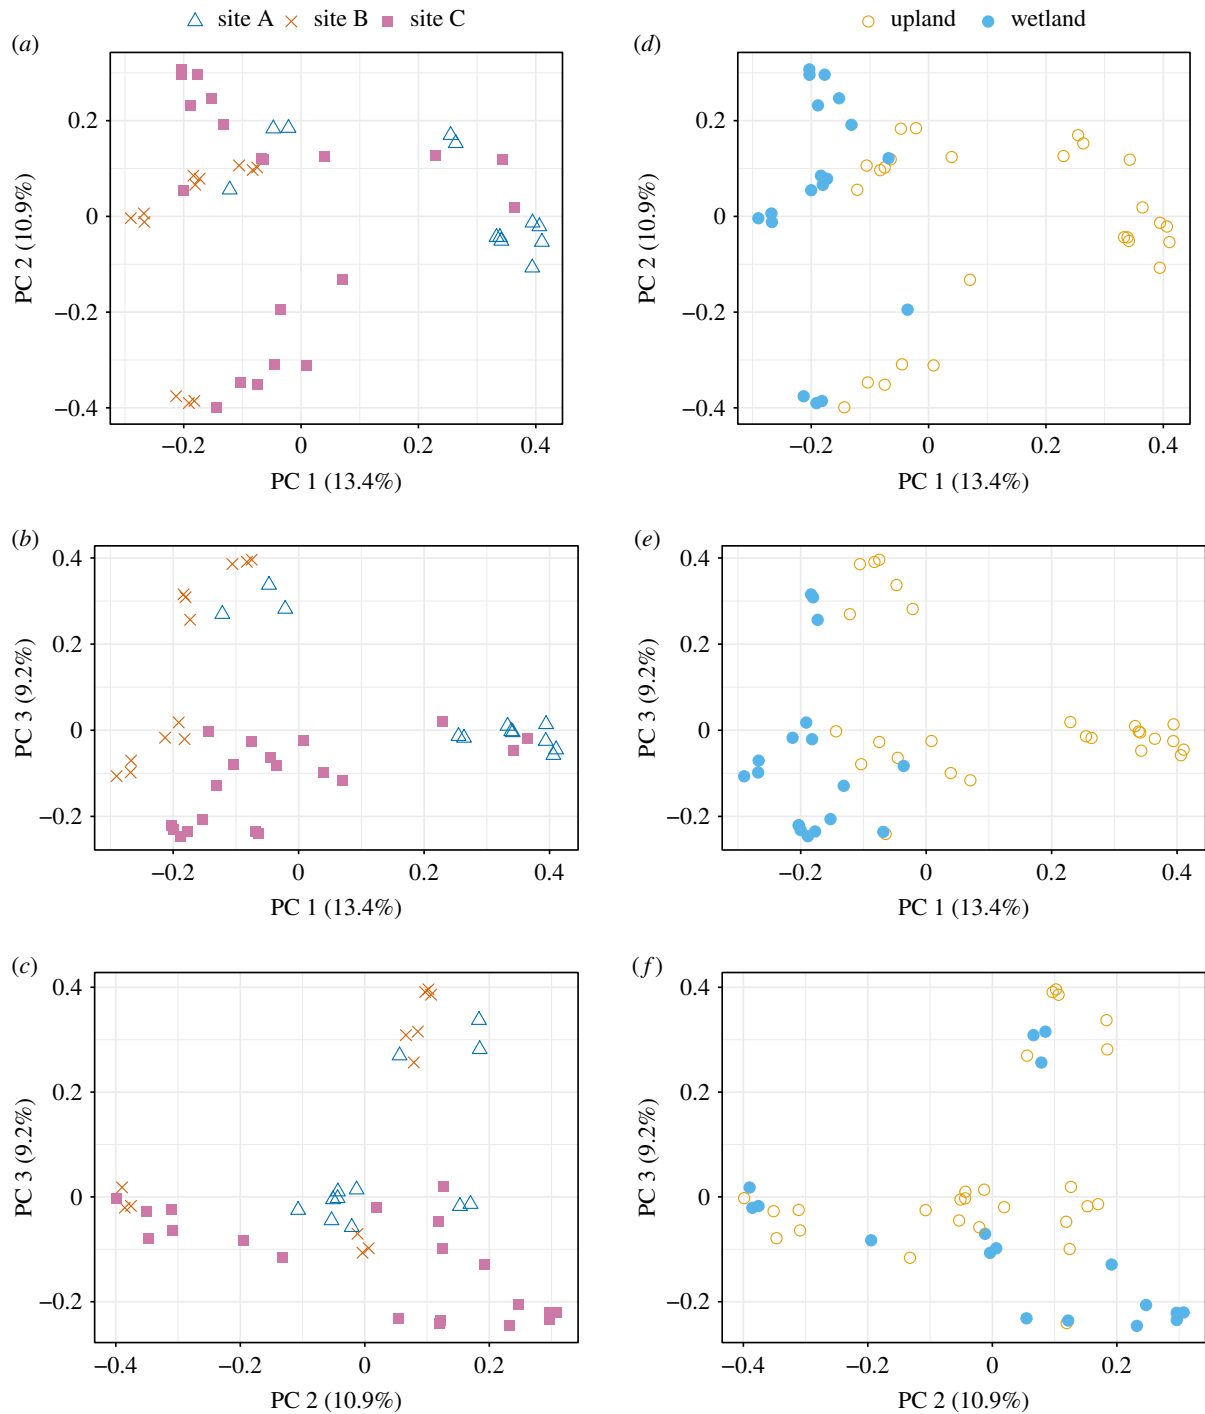 site A site B site C
upland wetland
(a)
0.2
0
−0.2
−0.4
PC 2 (10.9%)
−0.2 0 0.2 0.4
PC 1 (13.4%)
(d)
0.2
0
−0.2
−0.4
PC 2 (10.9%)
−0.2 0 0.2 0.4
PC 1 (13.4%)
(b)
0.4
0.2
0
−0.2
PC 3 (9.2%)
−0.2 0 0.2 0.4
PC 1 (13.4%)
(e)
0.4
0.2
0
−0.2
PC 3 (9.2%)
−0.2 0 0.2 0.4
PC 1 (13.4%)
(c)
0.4
0.2
0
−0.2
PC 3 (9.2%)
−0.4 −0.2 0 0.2
PC 2 (10.9%)
(f)
0.4
0.2
0
−0.2
PC 3 (9.2%)
−0.4 −0.2 0 0.2
PC 2 (10.9%)